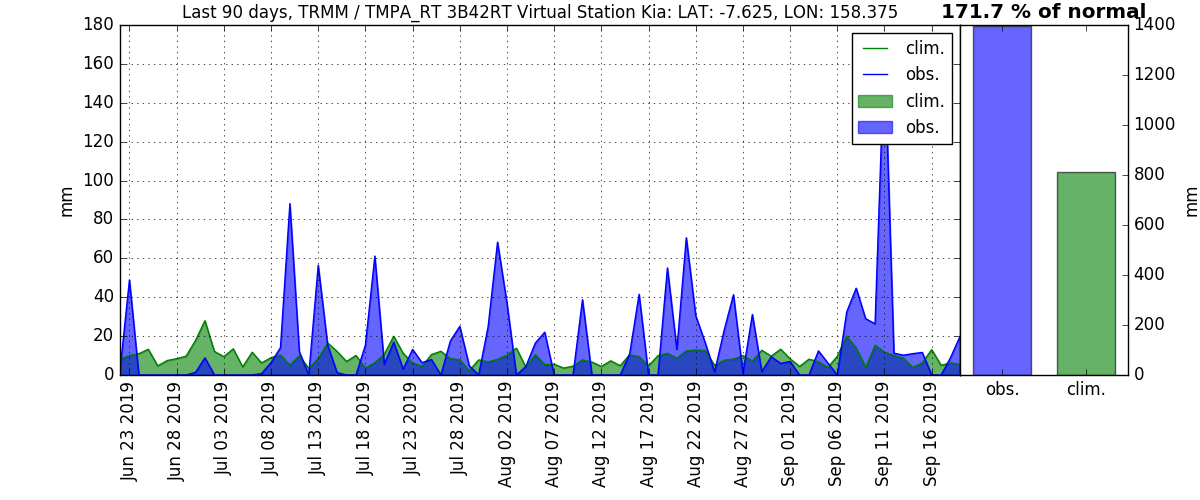 Last 90 days, TRMM / TMPA_RT 3B42RT Virtual Station Kia: LAT: -7.625, LON: 158.375
171.7 % of normal
mm
180
160
140
120
100
80
60
40
20
0
clim.
obs.
clim.
obs.
1400
1200
1000
800
600
400
200
0
mm
Jun 23 2019
Jun 28 2019
Jul 03 2019
Jul 08 2019
Jul 13 2019
Jul 18 2019
Jul 23 2019
Jul 28 2019
Aug 02 2019
Aug 07 2019
Aug 12 2019
Aug 17 2019
Aug 22 2019
Aug 27 2019
Sep 01 2019
Sep 06 2019
Sep 11 2019
Sep 16 2019
obs.
clim.